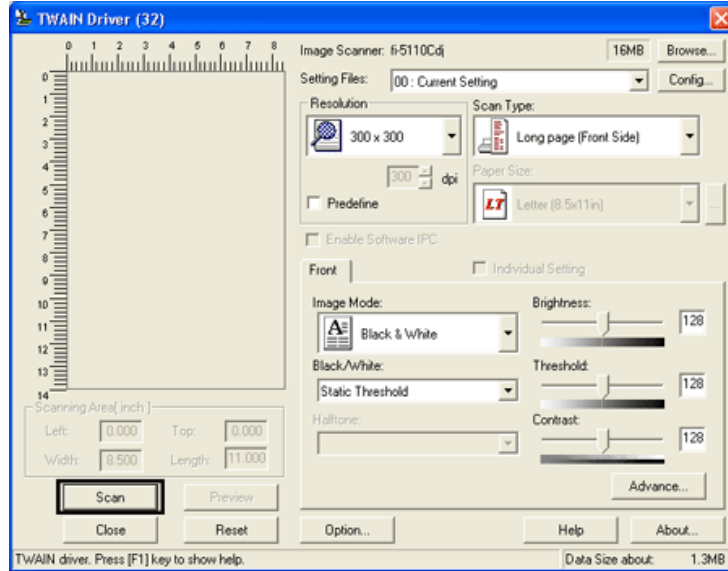 TWAIN Driver (32)
0 1 2 3 4 5 6 7 8
Image Scanner: fi-5110Cdj
16MB
Browse...
Setting Files:
00 : Current Setting
Config...
0
1
2
3
4
5
6
7
8
9
10
11
12
13
14
Resolution
300 x 300
300 dpi
Predefine
Scan Type:
Long page (Front Side)
Paper Size:
LT Letter (8.5x11in)
...
Enable Software IPC
Front
Individual Setting
Image Mode:
Black & White
Black/White:
Static Threshold
Halftone:
Brightness:
128
Threshold:
128
Contrast:
128
Advance...
Scanning Area[ inch ]
Left: 0.000 Top: 0.000
Width: 8.500 Length: 11.000
Scan
Preview
Close
Reset
Option...
Help
About...
TWAIN driver. Press [F1] key to show help.
Data Size about: 1.3MB